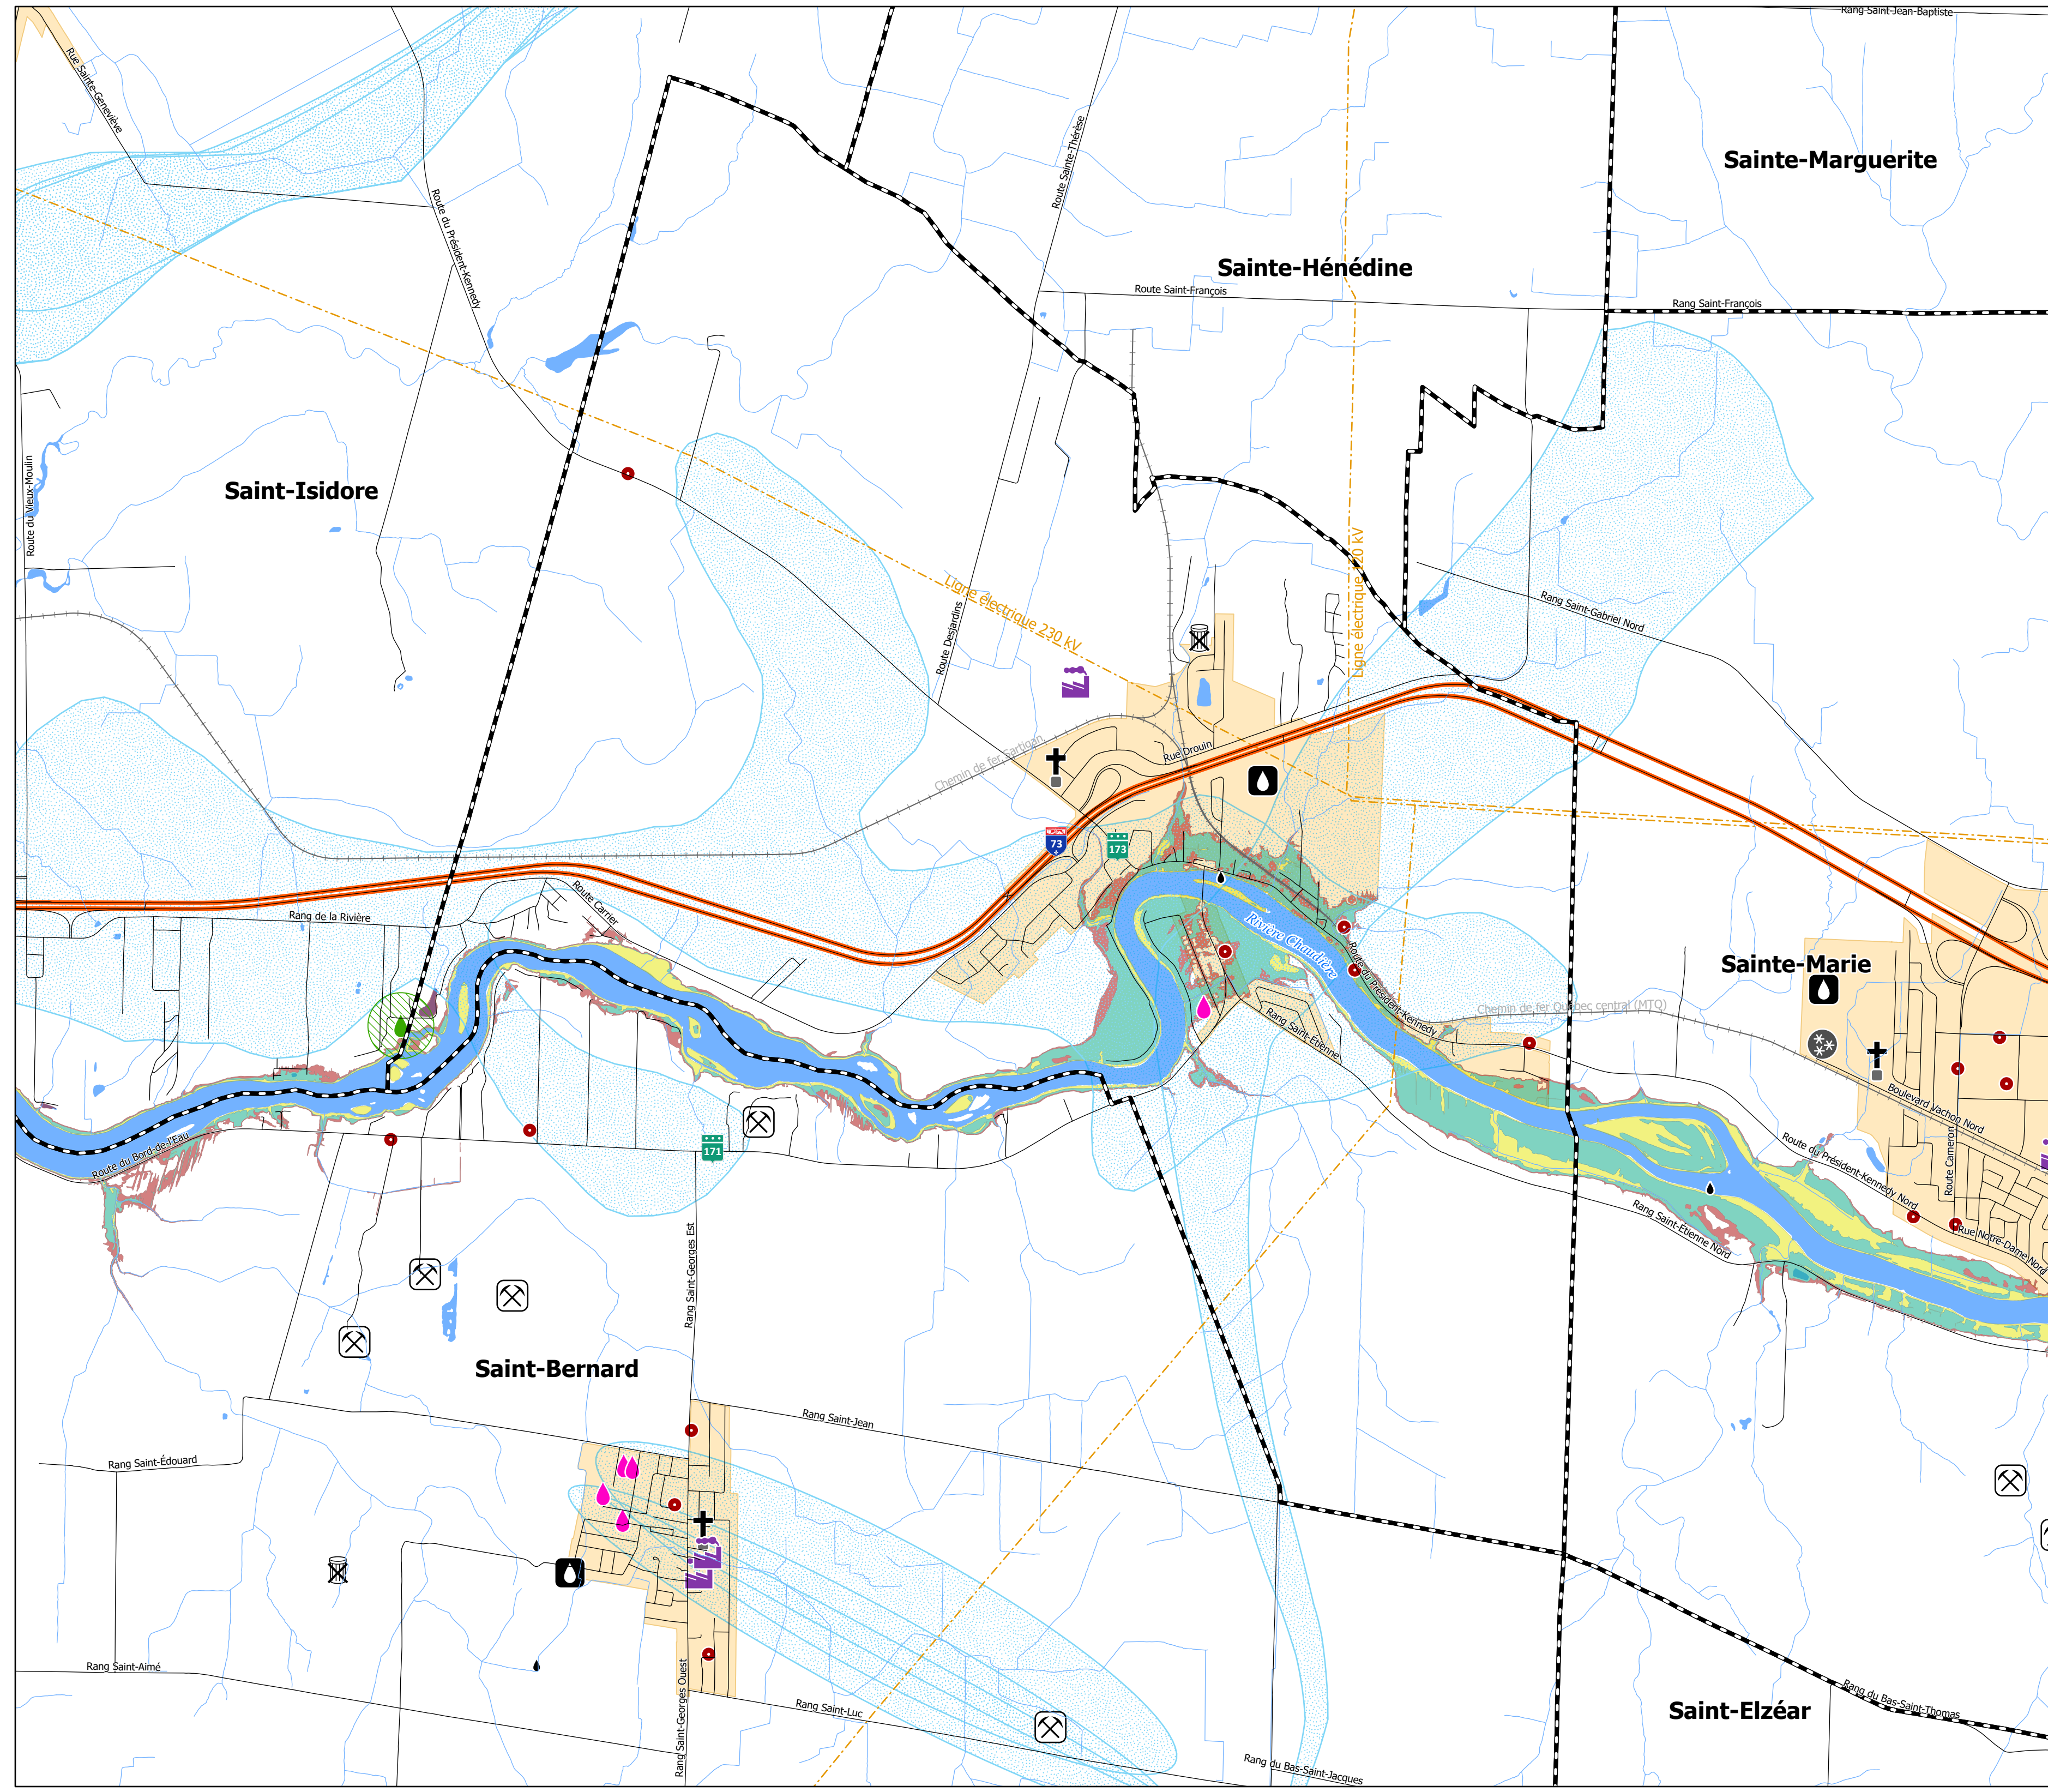 Rang-Saint-Jean-Baptiste
Rue Sainte-Geneviève
Route Sainte-Thérèse
Sainte-Marguerite
Route du Président-Kennedy
Sainte-Hénédine
Route Saint-François
Rang Saint-François
Route du Vieux-Moulin
Saint-Isidore
Ligne électrique 230 kV
Ligne électrique 120 kV
Rang Saint-Gabriel Nord
Route Desjardins
Chemin de fer Sartigan
Rue Drouin
73
173
Route Carrier
Rang de la Rivière
Rivière Chaudière
Route du Président-Kennedy
Sainte-Marie
Chemin de fer Québec central (MTQ)
Rang Saint-Étienne
Boulevard Vachon Nord
Route Cameron
Route du Bord-de-l'Eau
171
Route du Président-Kennedy Nord
Rang Saint-Etienne Nord
Rue Notre-Dame Nord
Rang Saint-Georges Est
Saint-Bernard
Rang Saint-Jean
Rang Saint-Édouard
Rang Saint-Aimé
Rang Saint-Georges Ouest
Rang Saint-Luc
Saint-Elzéar
Rang du Bas-Saint-Thomas
Rang du Bas-Saint-Jacques